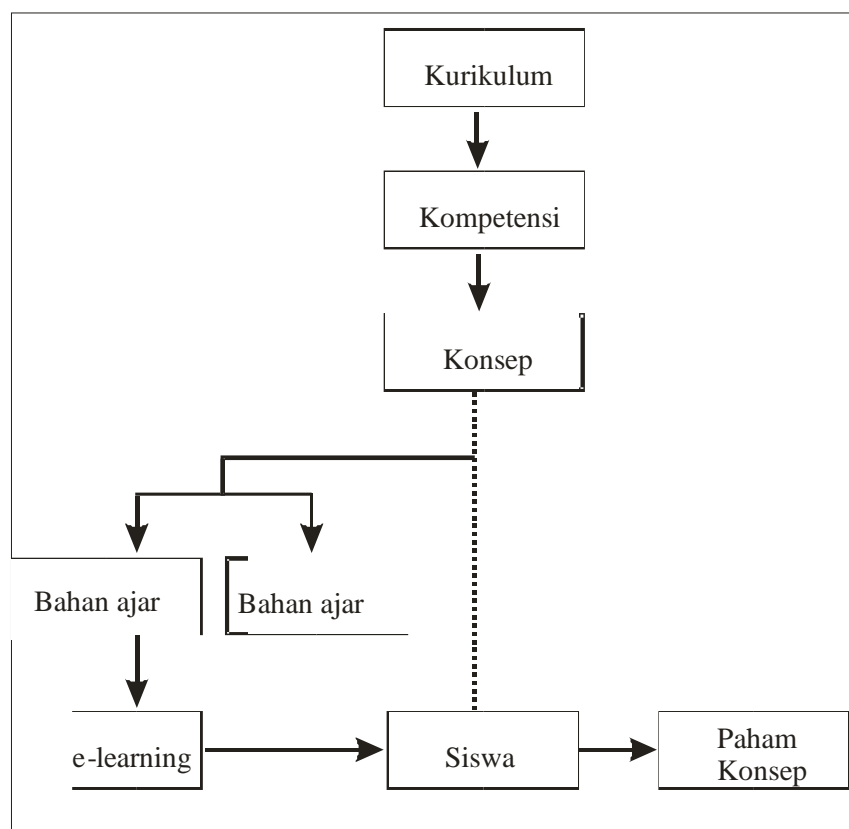 Kurikulum
Kompetensi
Konsep
Bahan ajar
Bahan ajar
e-learning
Siswa
Paham
Konsep